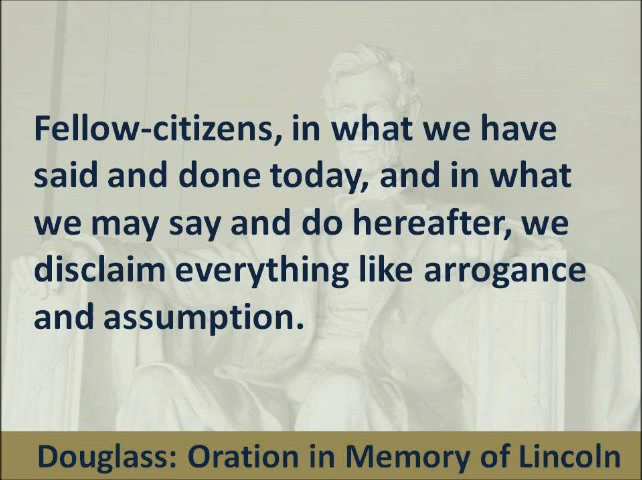 Fellow-citizens, in what we have
said and done today, and in what
we may say and do hereafter, we
disclaim everything like arrogance
and assumption.
Douglass: Oration in Memory of Lincoln